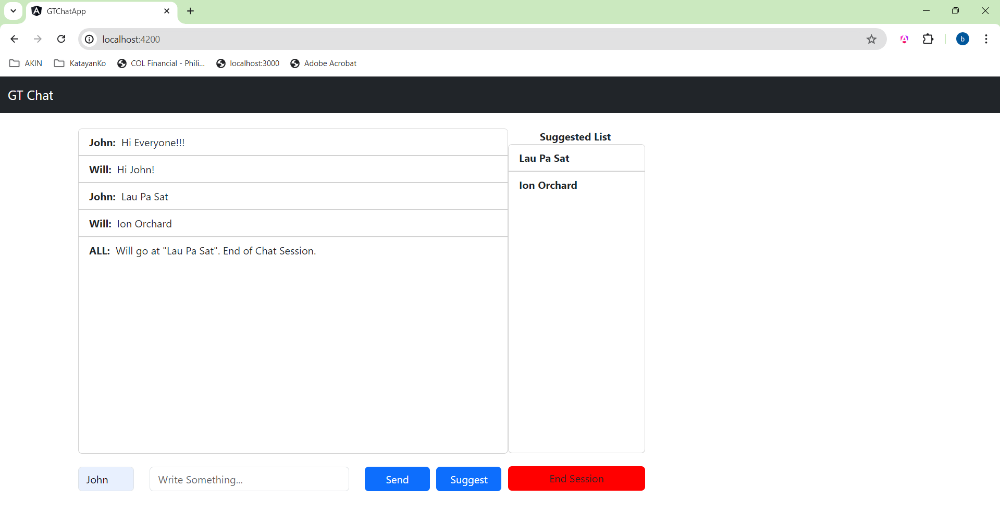 GTChatApp
localhost:4200
b
AKIN KatayanKo COL Financial - Phili... localhost:3000 Adobe Acrobat
GT Chat
John: Hi Everyone!!!
Will: Hi John!
John: Lau Pa Sat
Will: Ion Orchard
ALL: Will go at "Lau Pa Sat". End of Chat Session.
Suggested List
Lau Pa Sat
Ion Orchard
John Write Something... Send Suggest End Session